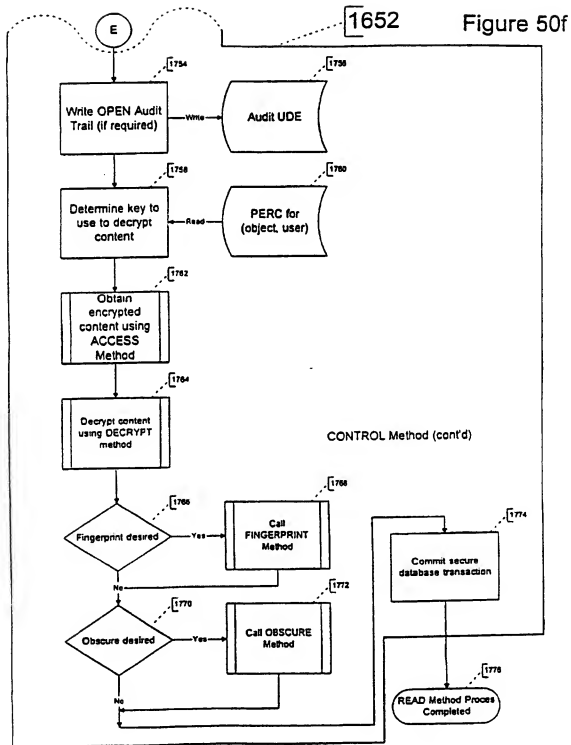 1652
Figure 50f
E
1754
Write OPEN Audit
Trail (if required)
Write
1756
Audit UDE
1758
Determine key to
use to decrypt
content
Read
1760
PERC for
(object, user)
1762
Obtain
encrypted
content using
ACCESS
Method
1764
Decrypt content
using DECRYPT
method
CONTROL Method (cont'd)
1766
Fingerprint desired
Yes
1768
Call
FINGERPRINT
Method
No
1770
Obscure desired
Yes
1772
Call OBSCURE
Method
No
1774
Commit secure
database transaction
1776
READ Method Proces
Completed